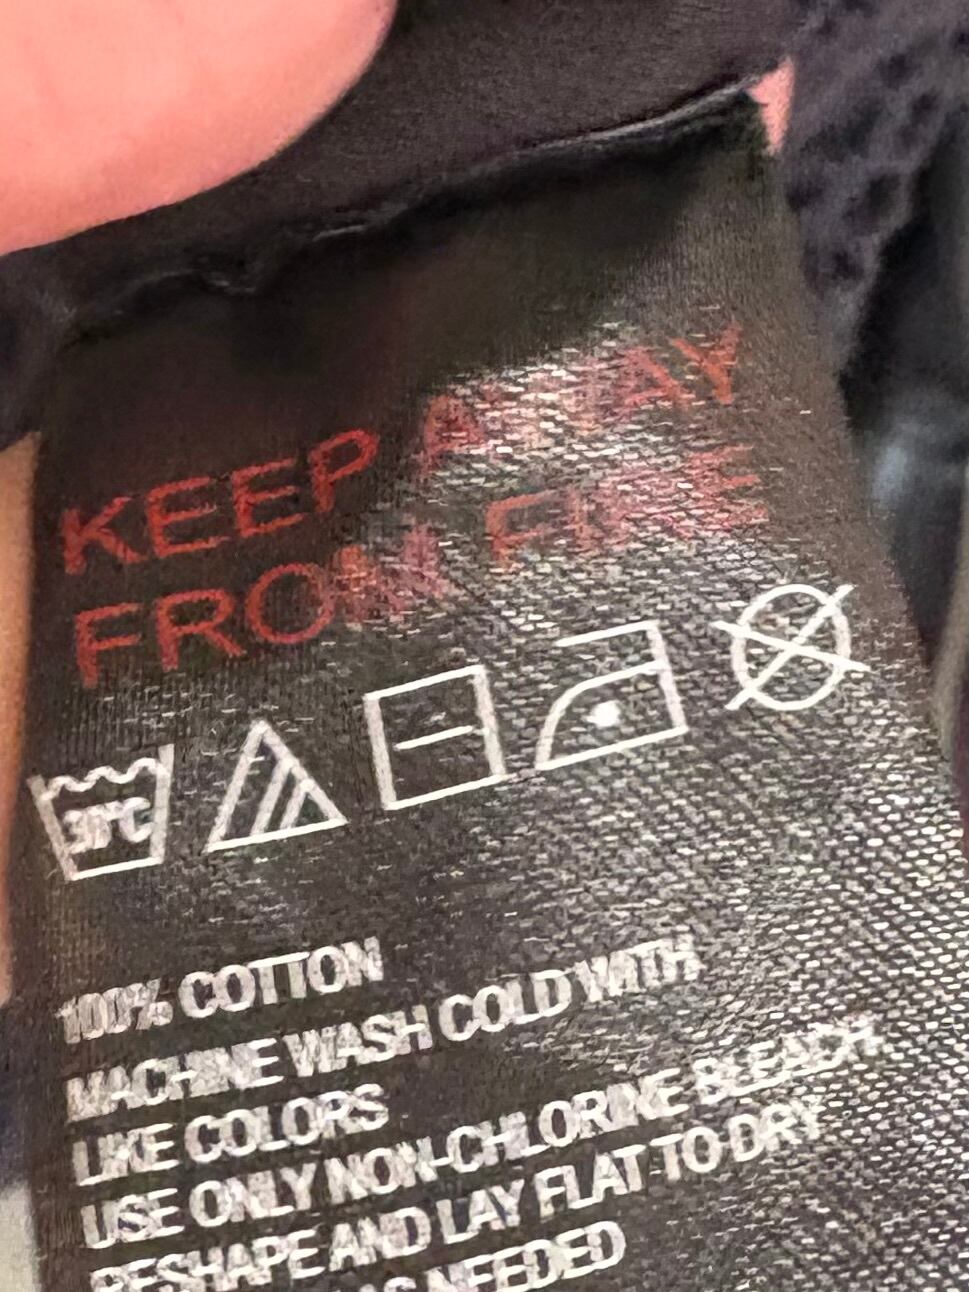 KEEP AWAY
FROM FIRE
30°C
100% COTTON
MACHINE WASH COLD WITH
LIKE COLORS
USE ONLY NON-CHLORINE BLEACH
RESHAPE AND LAY FLAT TO DRY
AS NEEDED